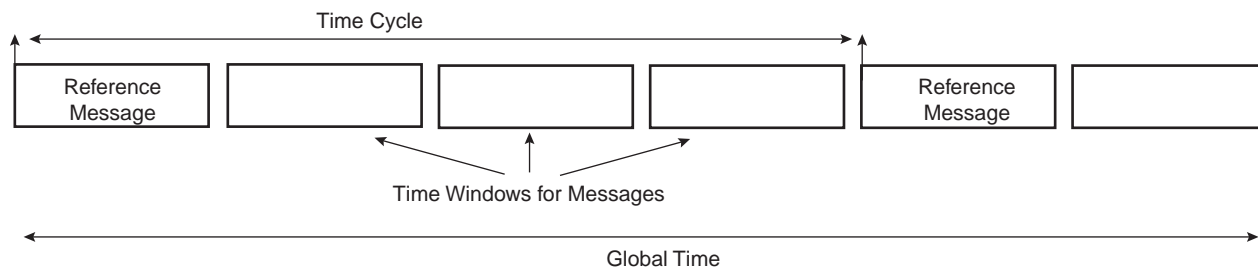 Time Cycle
Reference
Message
Reference
Message
Time Windows for Messages
Global Time